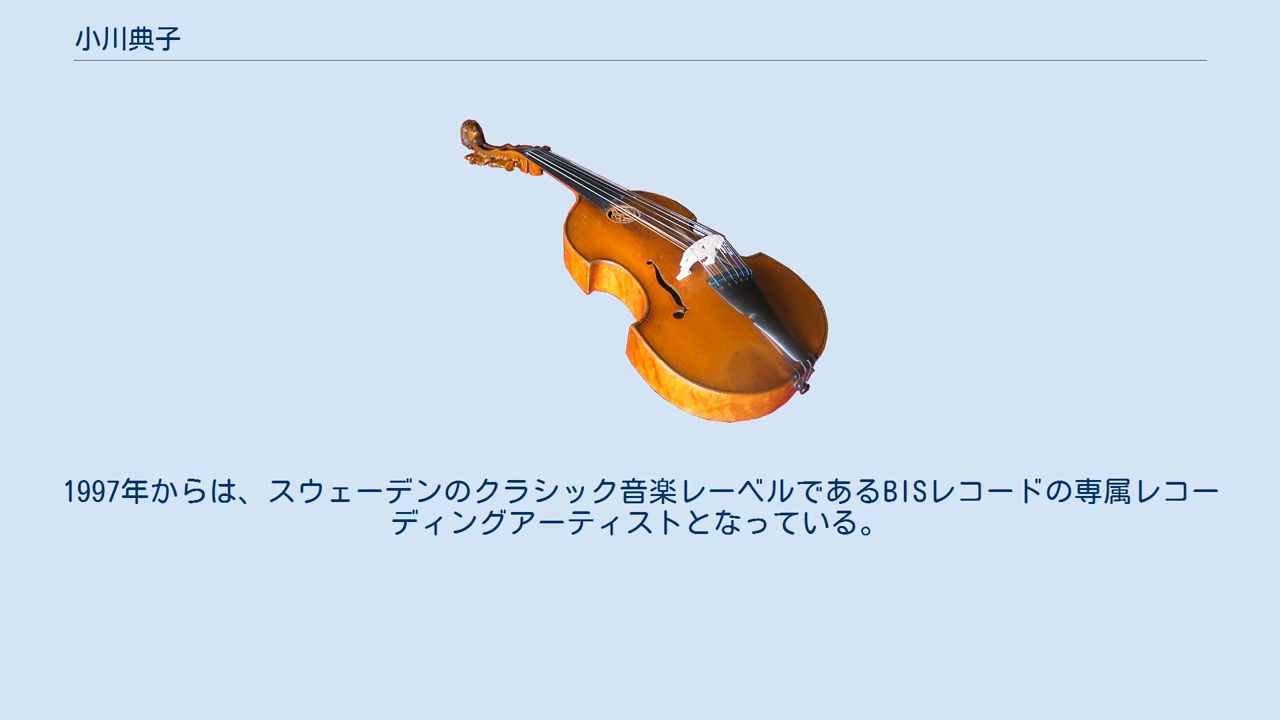 小川典子
1997年からは、スウェーデンのクラシック音楽レーベルであるBISレコードの専属レコー
ディングアーティストとなっている。